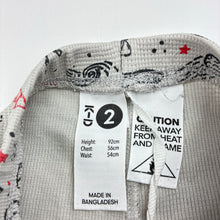 K·D
2
Height 92cm
Chest 56cm
Waist 54cm
MADE IN
BANGLADESH
CAUTION
KEEP AWAY
FROM HEAT
AND FLAME